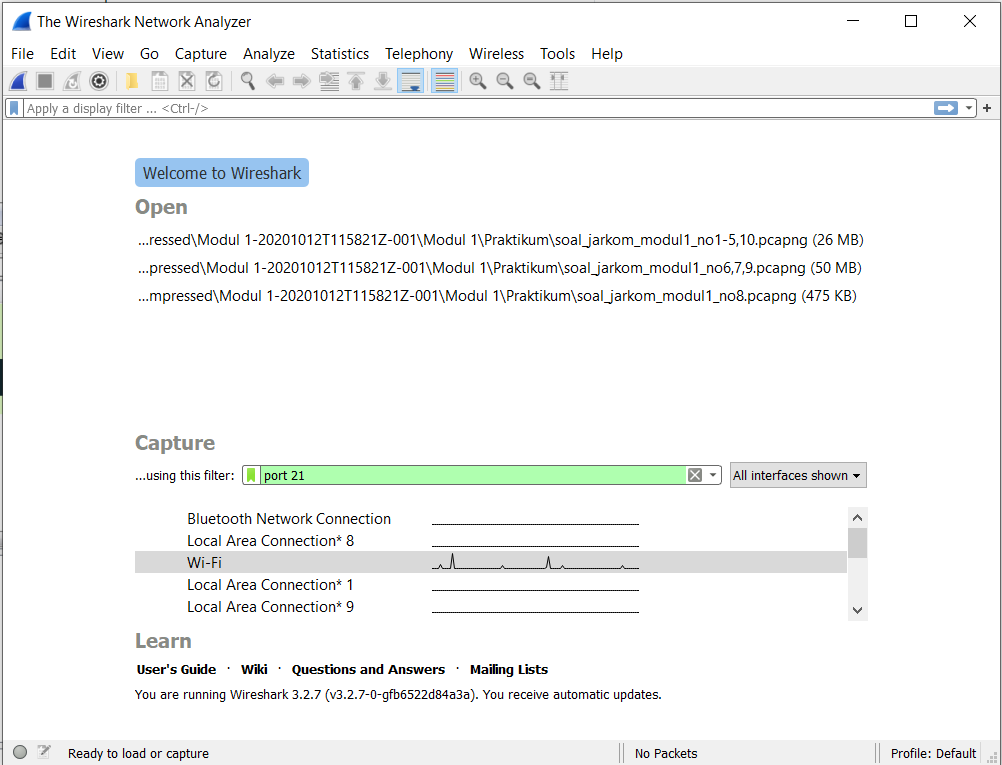 The Wireshark Network Analyzer
File Edit View Go Capture Analyze Statistics Telephony Wireless Tools Help
Apply a display filter ... <Ctrl-/>
Welcome to Wireshark
Open
...ressed\Modul 1-20201012T115821Z-001\Modul 1\Praktikum\soal_jarkom_modul1_no1-5,10.pcapng (26 MB)
...pressed\Modul 1-20201012T115821Z-001\Modul 1\Praktikum\soal_jarkom_modul1_no6,7,9.pcapng (50 MB)
...mpressed\Modul 1-20201012T115821Z-001\Modul 1\Praktikum\soal_jarkom_modul1_no8.pcapng (475 KB)
Capture
...using this filter: port 21 All interfaces shown
Bluetooth Network Connection
Local Area Connection* 8
Wi-Fi
Local Area Connection* 1
Local Area Connection* 9
Learn
User's Guide · Wiki · Questions and Answers · Mailing Lists
You are running Wireshark 3.2.7 (v3.2.7-0-gfb6522d84a3a). You receive automatic updates.
Ready to load or capture No Packets Profile: Default